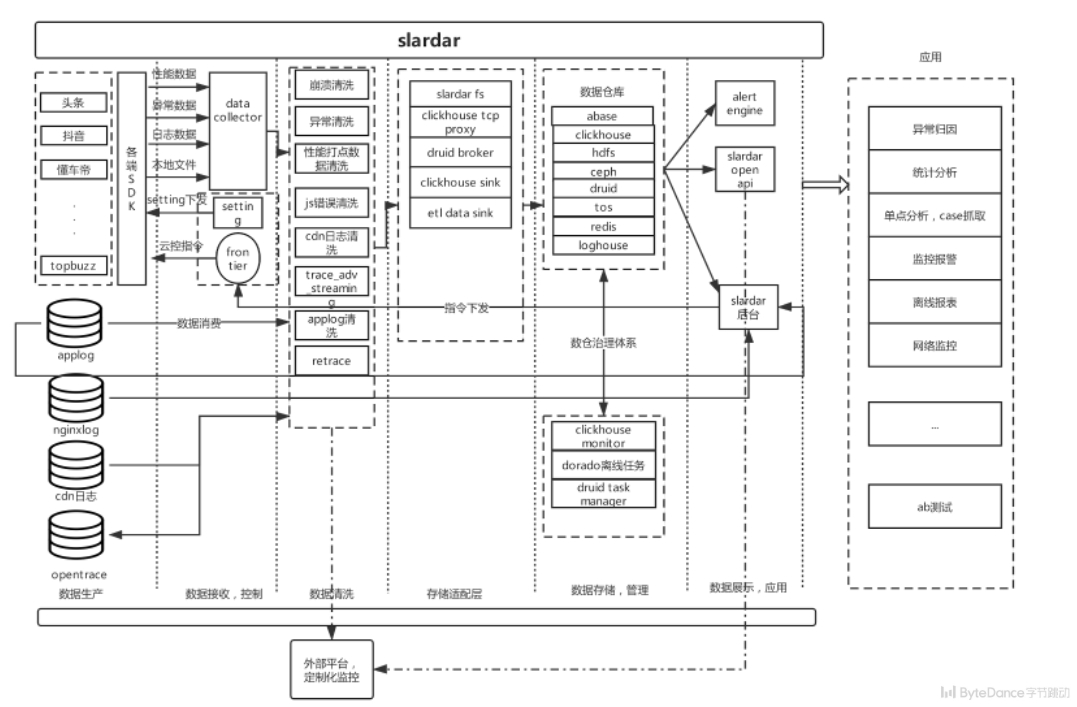 slardar
应用
头条
抖音
懂车帝
.
.
.
topbuzz
各
端
S
D
K
性能数据
异常数据
日志数据
本地文件
setting下发
云控指令
data
collector
settin
g
fron
tier
崩溃清洗
异常清洗
性能打点数
据清洗
js错误清洗
cdn日志清
洗
trace_adv
_streamin
g
applog清
洗
retrace
slardar fs
clickhouse tcp
proxy
druid broker
clickhouse sink
etl data sink
指令下发
数据仓库
abase
clickhouse
hdfs
ceph
druid
tos
redis
loghouse
数仓治理体系
clickhouse
monitor
dorado离线任务
druid task
manager
alert
engine
slardar
open
api
slardar
后台
异常归因
统计分析
单点分析，case抓取
监控报警
离线报表
网络监控
...
ab测试
数据消费
applog
nginxlog
cdn日志
opentrace
数据生产
数据接收，控制
数据清洗
存储适配层
数据存储，管理
数据展示，应用
外部平台，
定制化监控
ByteDance字节跳动